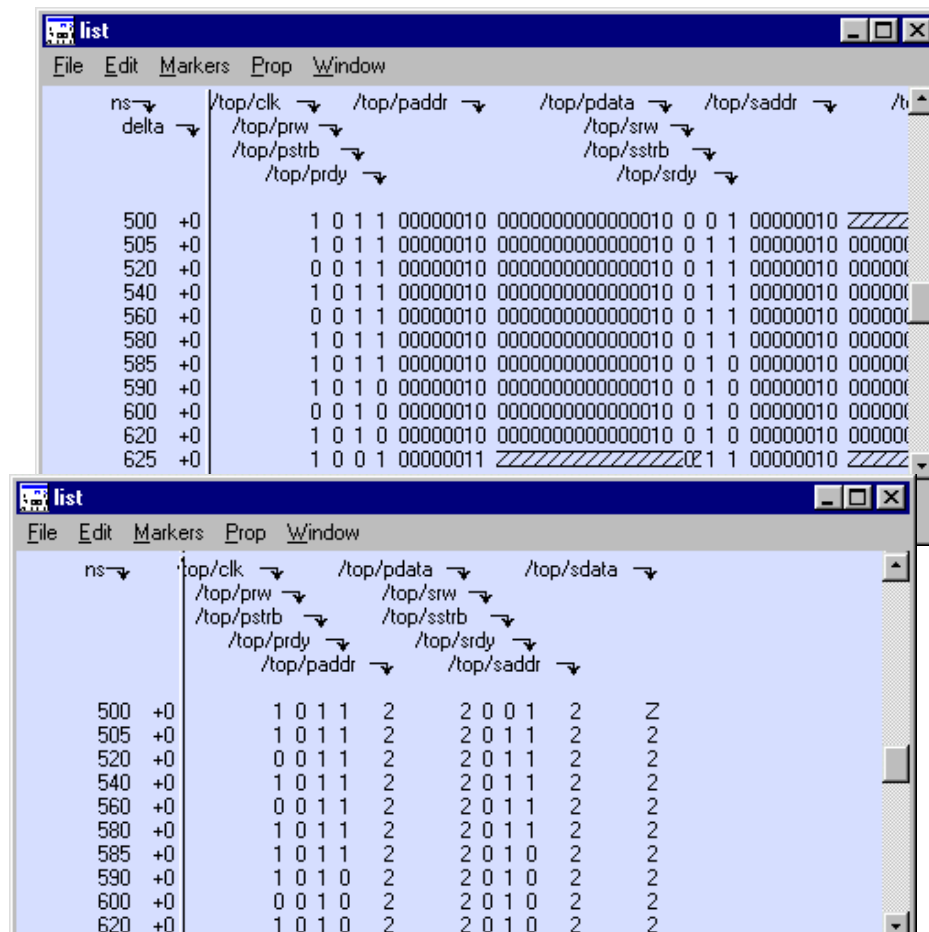 list
File Edit Markers Prop Window
ns /top/clk /top/paddr /top/pdata /top/saddr
delta /top/prw /top/srw
/top/pstrb /top/sstrb
/top/prdy /top/srdy
500 +0 1 0 1 1 00000010 0000000000000010 0 0 1 00000010 ZZZZ
505 +0 1 0 1 1 00000010 0000000000000010 0 1 1 00000010 00000
520 +0 0 0 1 1 00000010 0000000000000010 0 1 1 00000010 00000
540 +0 1 0 1 1 00000010 0000000000000010 0 1 1 00000010 00000
560 +0 0 0 1 1 00000010 0000000000000010 0 1 1 00000010 00000
580 +0 1 0 1 1 00000010 0000000000000010 0 1 1 00000010 00000
585 +0 1 0 1 1 00000010 0000000000000010 0 1 0 00000010 00000
590 +0 1 0 1 0 00000010 0000000000000010 0 1 0 00000010 00000
600 +0 0 0 1 0 00000010 0000000000000010 0 1 0 00000010 00000
620 +0 1 0 1 0 00000010 0000000000000010 0 1 0 00000010 00000
625 +0 1 0 0 1 00000011 ZZZZZZZZZZZZZZZZ 1 1 00000010 ZZZZ
list
File Edit Markers Prop Window
ns top/clk /top/pdata /top/sdata
/top/prw /top/srw
/top/pstrb /top/sstrb
/top/prdy /top/srdy
/top/paddr /top/saddr
500 +0 1 0 1 1 2 2 0 0 1 2 Z
505 +0 1 0 1 1 2 2 0 1 1 2 2
520 +0 0 0 1 1 2 2 0 1 1 2 2
540 +0 1 0 1 1 2 2 0 1 1 2 2
560 +0 0 0 1 1 2 2 0 1 1 2 2
580 +0 1 0 1 1 2 2 0 1 1 2 2
585 +0 1 0 1 1 2 2 0 1 0 2 2
590 +0 1 0 1 0 2 2 0 1 0 2 2
600 +0 0 0 1 0 2 2 0 1 0 2 2
620 +0 1 0 1 0 2 2 0 1 0 2 2